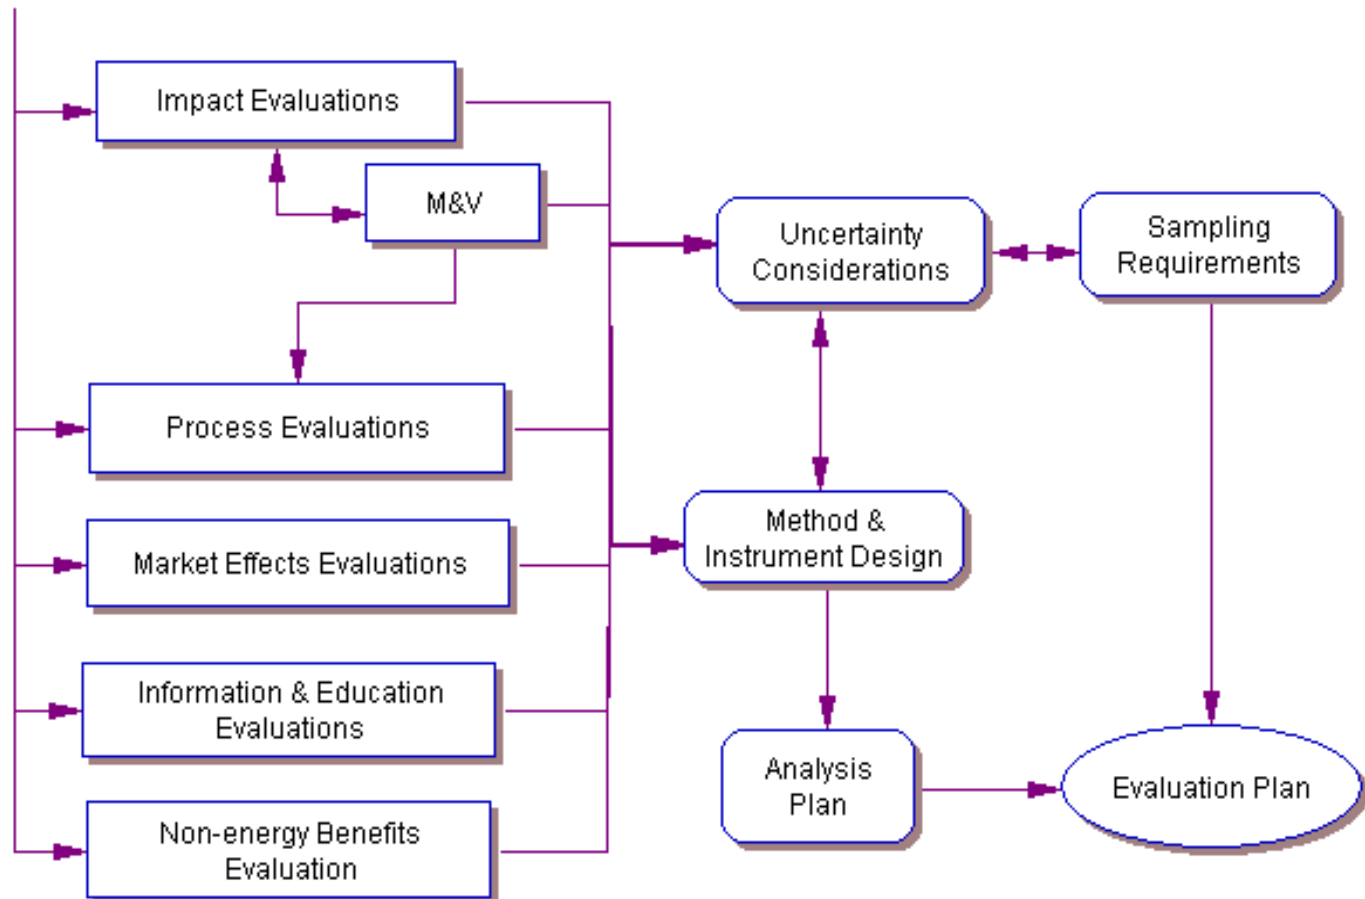 Impact Evaluations
M&V
Uncertainty
Considerations
Sampling
Requirements
Process Evaluations
Method &
Instrument Design
Market Effects Evaluations
Information & Education
Evaluations
Analysis
Plan
Evaluation Plan
Non-energy Benefits
Evaluation